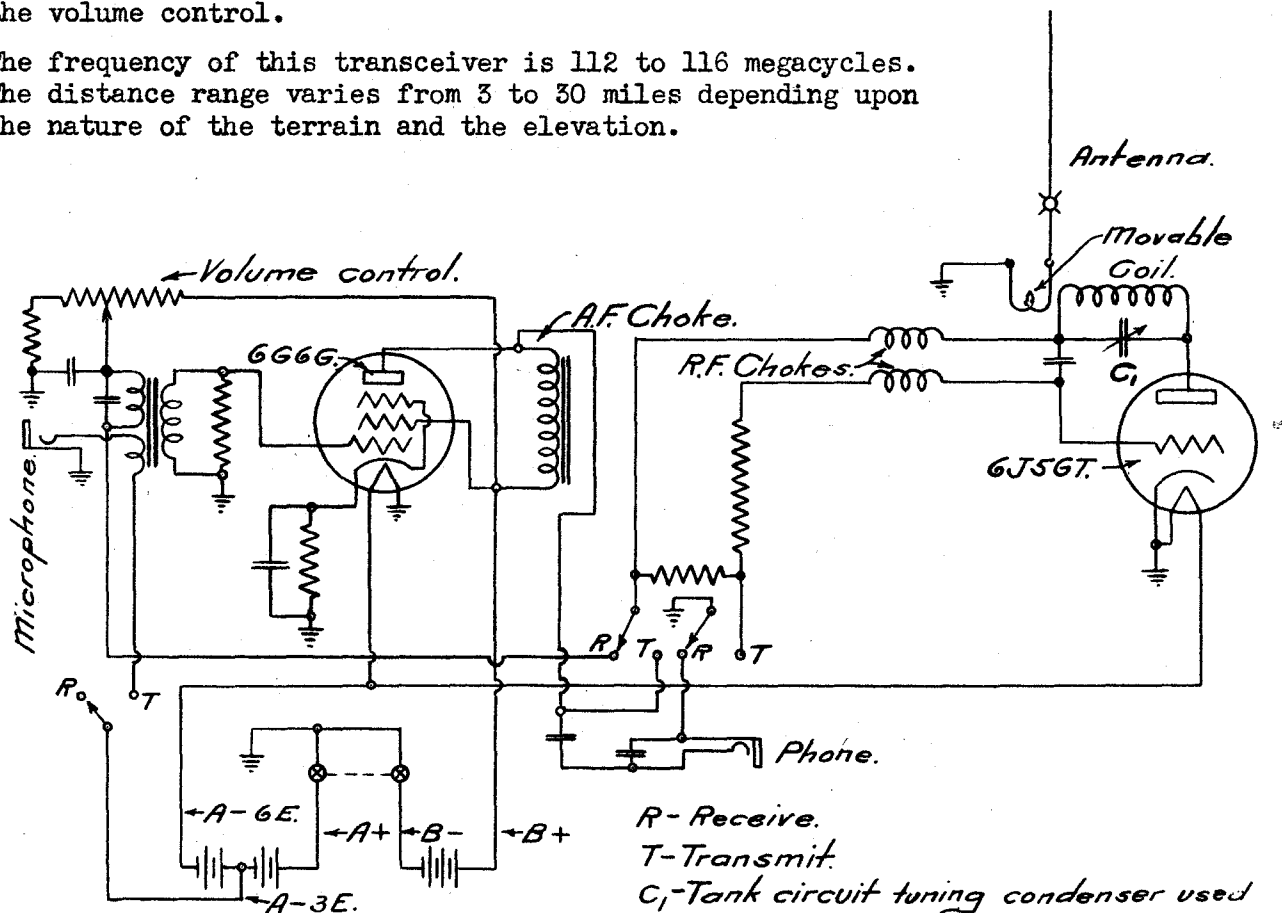 he volume control.
he frequency of this transceiver is 112 to 116 megacycles.
he distance range varies from 3 to 30 miles depending upon
he nature of the terrain and the elevation.
Antenna.
Movable
Coil.
Volume control.
A.F. Choke.
6G6G.
R.F. Chokes.
C₁
6J5GT.
Microphone.
R
T
R
T
R
T
Phone.
A-6E.
A+
B-
B+
A-3E.
R-Receive.
T-Transmit.
C₁-Tank circuit tuning condenser used